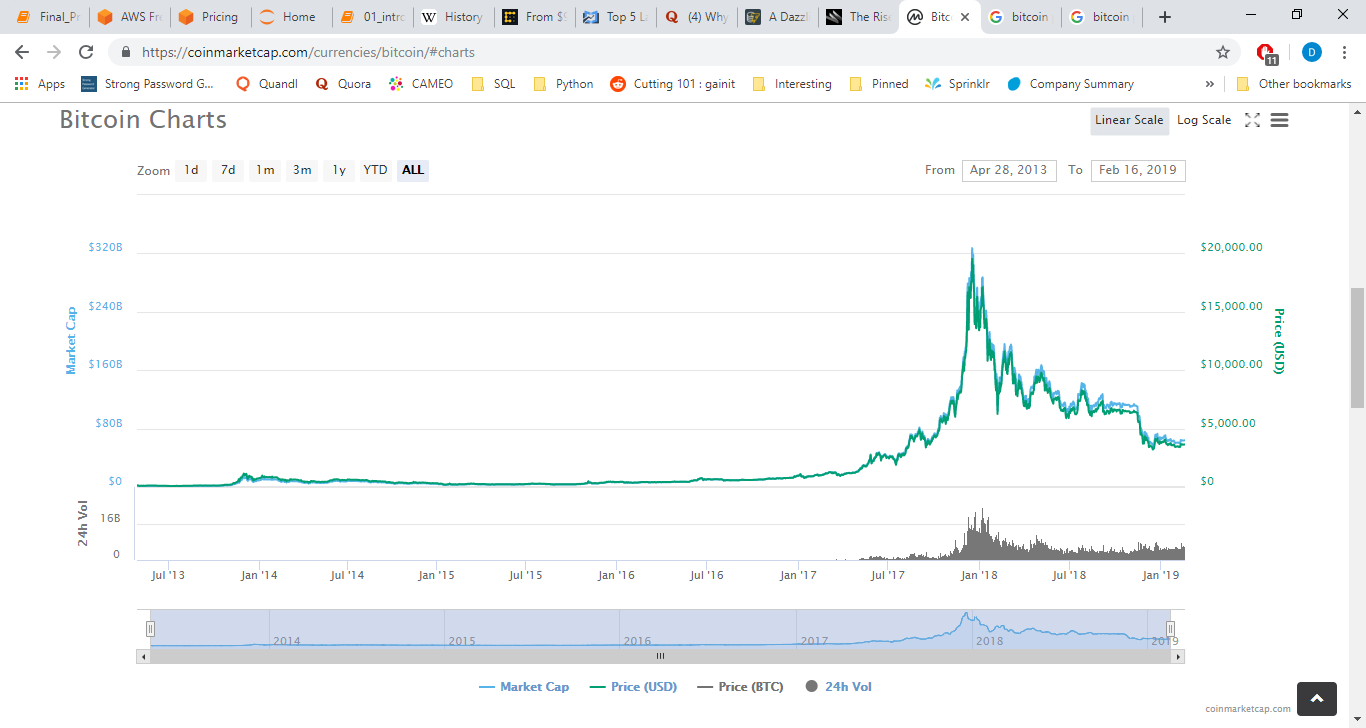 Final_Pr AWS Fre Pricing Home 01_intro History From $9 Top 5 La (4) Why A Dazzl The Rise Bitc bitcoin bitcoin
https://coinmarketcap.com/currencies/bitcoin/#charts 11 D
Apps Strong Password G... Quandl Quora CAMEO SQL Python Cutting 101 : gainit Interesting Pinned Sprinklr Company Summary » Other bookmarks
Bitcoin Charts
Linear Scale Log Scale
Zoom 1d 7d 1m 3m 1y YTD ALL From Apr 28, 2013 To Feb 16, 2019
Market Cap
$320B
$240B
$160B
$80B
$0
$20,000.00
$15,000.00
$10,000.00
$5,000.00
$0
Price (USD)
24h Vol
16B
0
Jul '13 Jan '14 Jul '14 Jan '15 Jul '15 Jan '16 Jul '16 Jan '17 Jul '17 Jan '18 Jul '18 Jan '19
2014 2015 2016 2017 2018 2019
Market Cap Price (USD) Price (BTC) 24h Vol
coinmarketcap.com